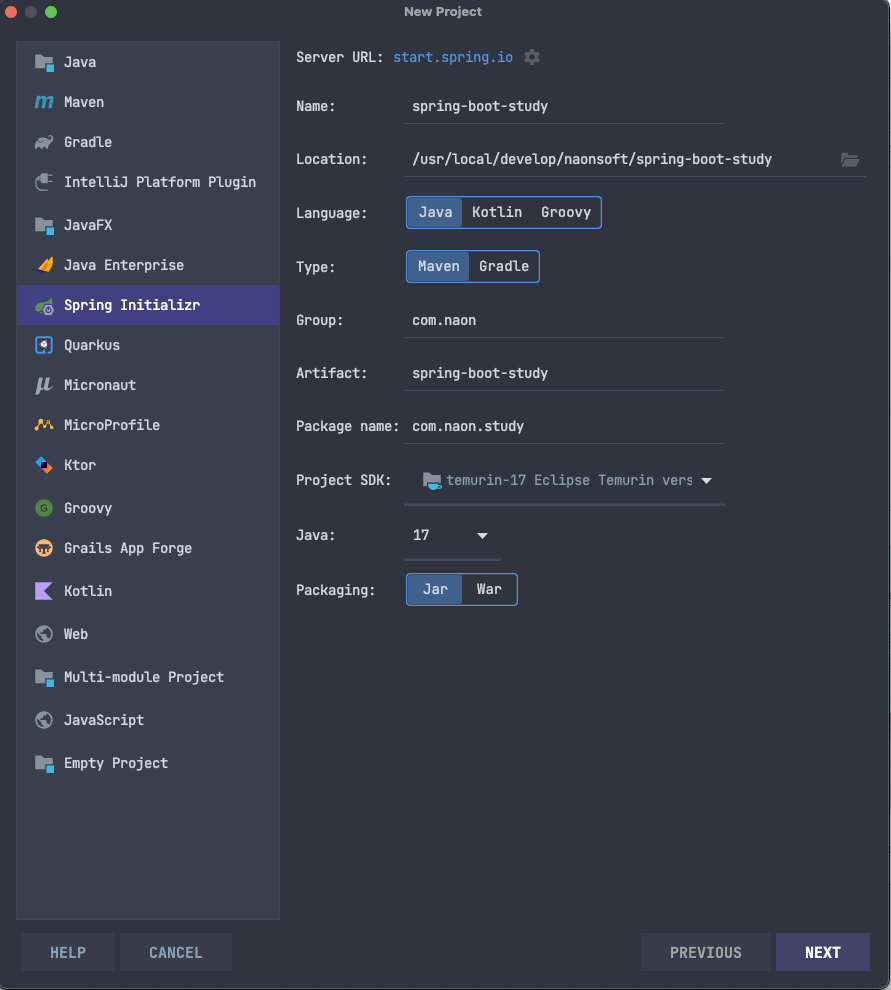 New Project
Java
Maven
Gradle
IntelliJ Platform Plugin
JavaFX
Java Enterprise
Spring Initializr
Quarkus
Micronaut
MicroProfile
Ktor
Groovy
Grails App Forge
Kotlin
Web
Multi-module Project
JavaScript
Empty Project
Server URL: start.spring.io
Name: spring-boot-study
Location: /usr/local/develop/naonsoft/spring-boot-study
Language: Java Kotlin Groovy
Type: Maven Gradle
Group: com.naon
Artifact: spring-boot-study
Package name: com.naon.study
Project SDK: temurin-17 Eclipse Temurin vers
Java: 17
Packaging: Jar War
HELP CANCEL PREVIOUS NEXT